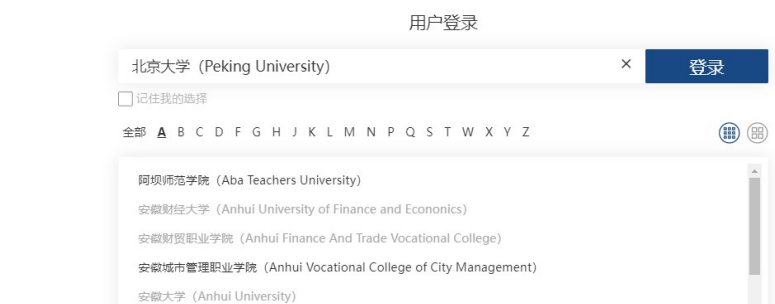 用户登录
北京大学（Peking University） × 登录
记住我的选择
全部 A B C D F G H J K L M N P Q S T W X Y Z
阿坝师范学院（Aba Teachers University）
安徽财经大学（Anhui University of Finance and Econonics）
安徽财贸职业学院（Anhui Finance And Trade Vocational College）
安徽城市管理职业学院（Anhui Vocational College of City Management）
安徽大学（Anhui University）